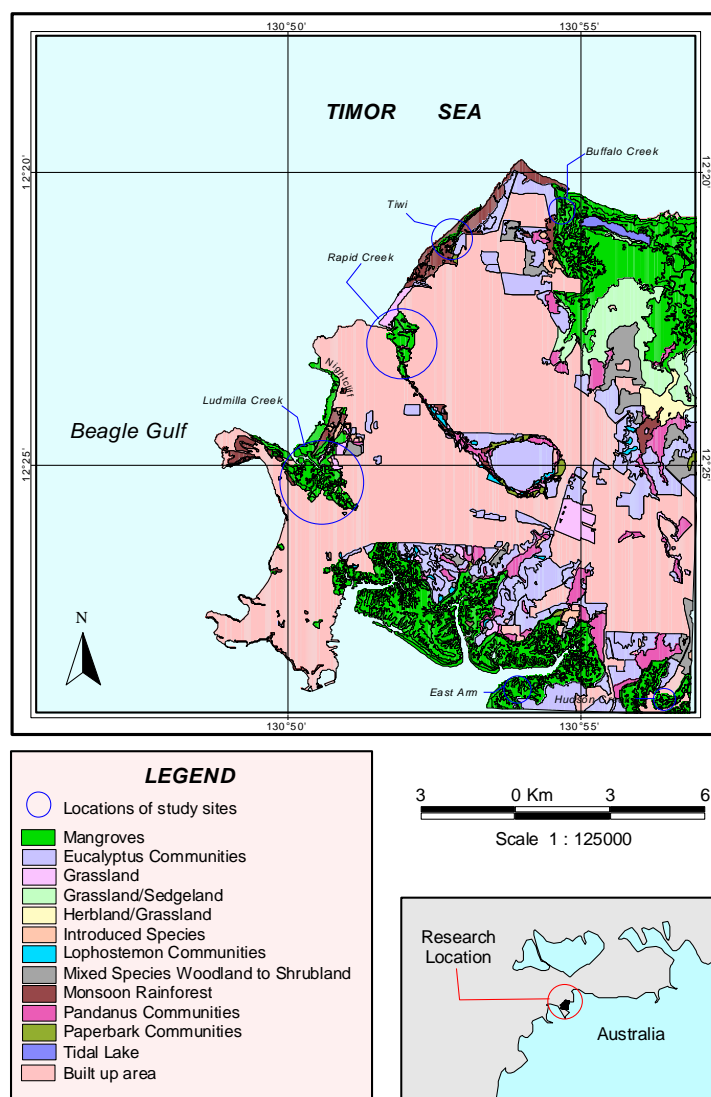 130°50'
130°55'
TIMOR SEA
Buffalo Creek
12°20'
12°20'
Tiwi
Rapid Creek
Nightcliff
Ludmilla Creek
Beagle Gulf
12°25'
12°25'
N
East Arm
Hudson Creek
130°50'
130°55'
LEGEND
Locations of study sites
Mangroves
Eucalyptus Communities
Grassland
Grassland/Sedgeland
Herbland/Grassland
Introduced Species
Lophostemon Communities
Mixed Species Woodland to Shrubland
Monsoon Rainforest
Pandanus Communities
Paperbark Communities
Tidal Lake
Built up area
3 0 Km 3 6
Scale 1 : 125000
Research
Location
Australia